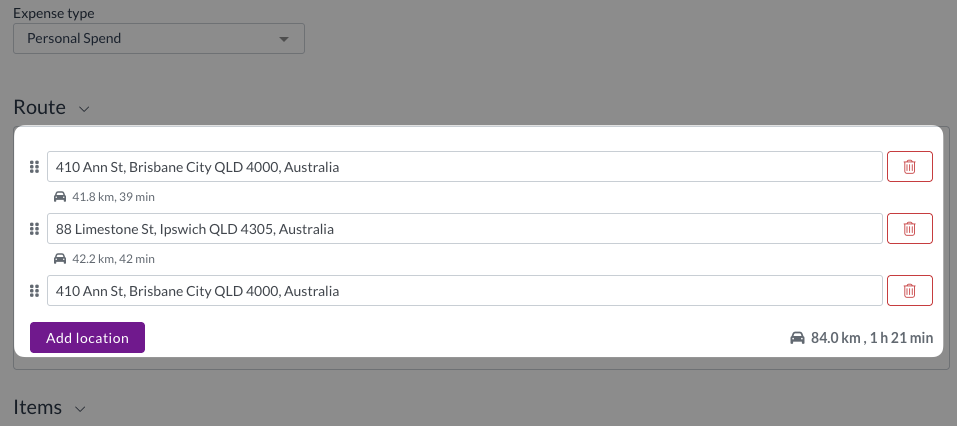 Expense type
Personal Spend
Route
410 Ann St, Brisbane City QLD 4000, Australia
41.8 km, 39 min
88 Limestone St, Ipswich QLD 4305, Australia
42.2 km, 42 min
410 Ann St, Brisbane City QLD 4000, Australia
Add location
84.0 km , 1 h 21 min
Items